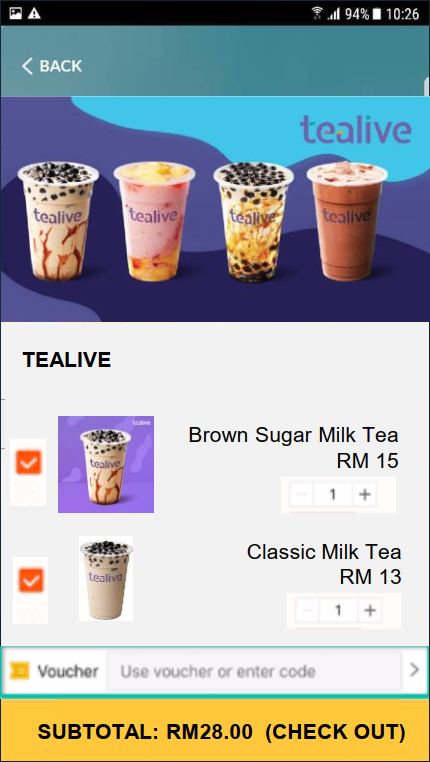 94% 10:26
BACK
tealive
tealive tealive tealive tealive
TEALIVE
tealive
tealive
Brown Sugar Milk Tea
RM 15
1 +
Classic Milk Tea
tealive
RM 13
1 +
Voucher Use voucher or enter code
SUBTOTAL: RM28.00 (CHECK OUT)